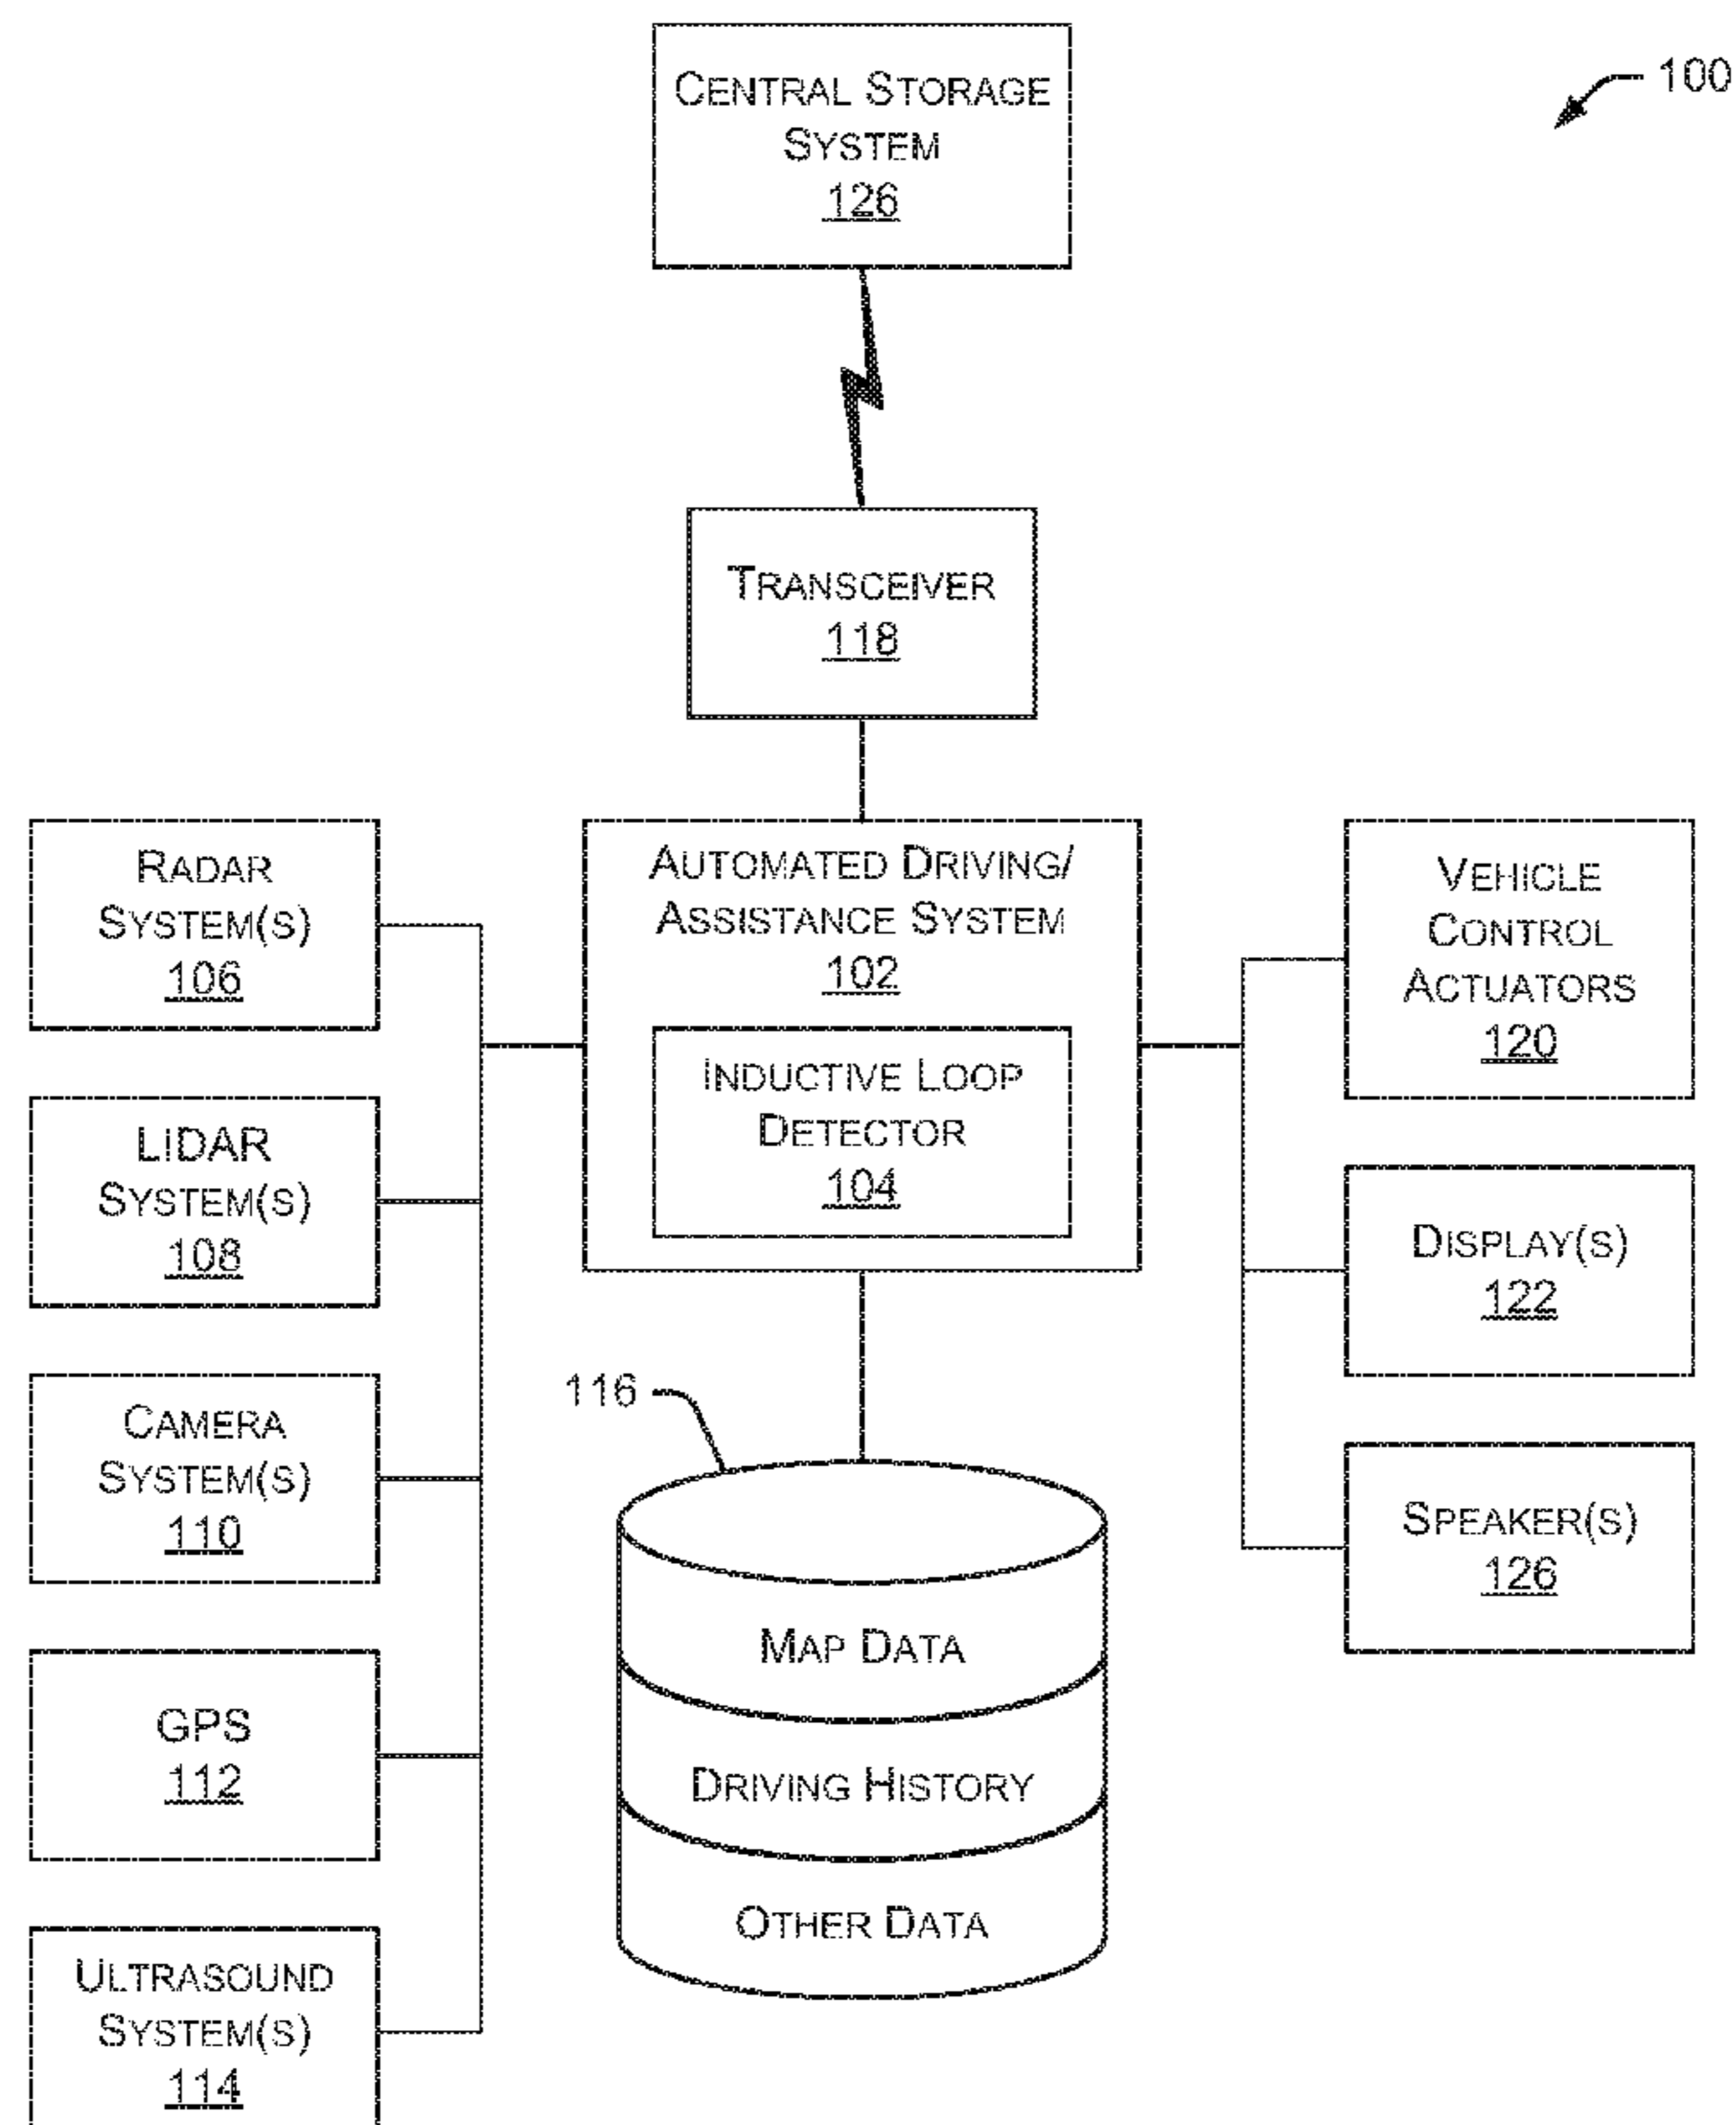 CENTRAL STORAGE
SYSTEM
126
100
TRANSCEIVER
118
RADAR
SYSTEM(S)
106
LIDAR
SYSTEM(S)
108
CAMERA
SYSTEM(S)
110
GPS
112
ULTRASOUND
SYSTEM(S)
114
AUTOMATED DRIVING/
ASSISTANCE SYSTEM
102
INDUCTIVE LOOP
DETECTOR
104
116
MAP DATA
DRIVING HISTORY
OTHER DATA
VEHICLE
CONTROL
ACTUATORS
120
DISPLAY(S)
122
SPEAKER(S)
126